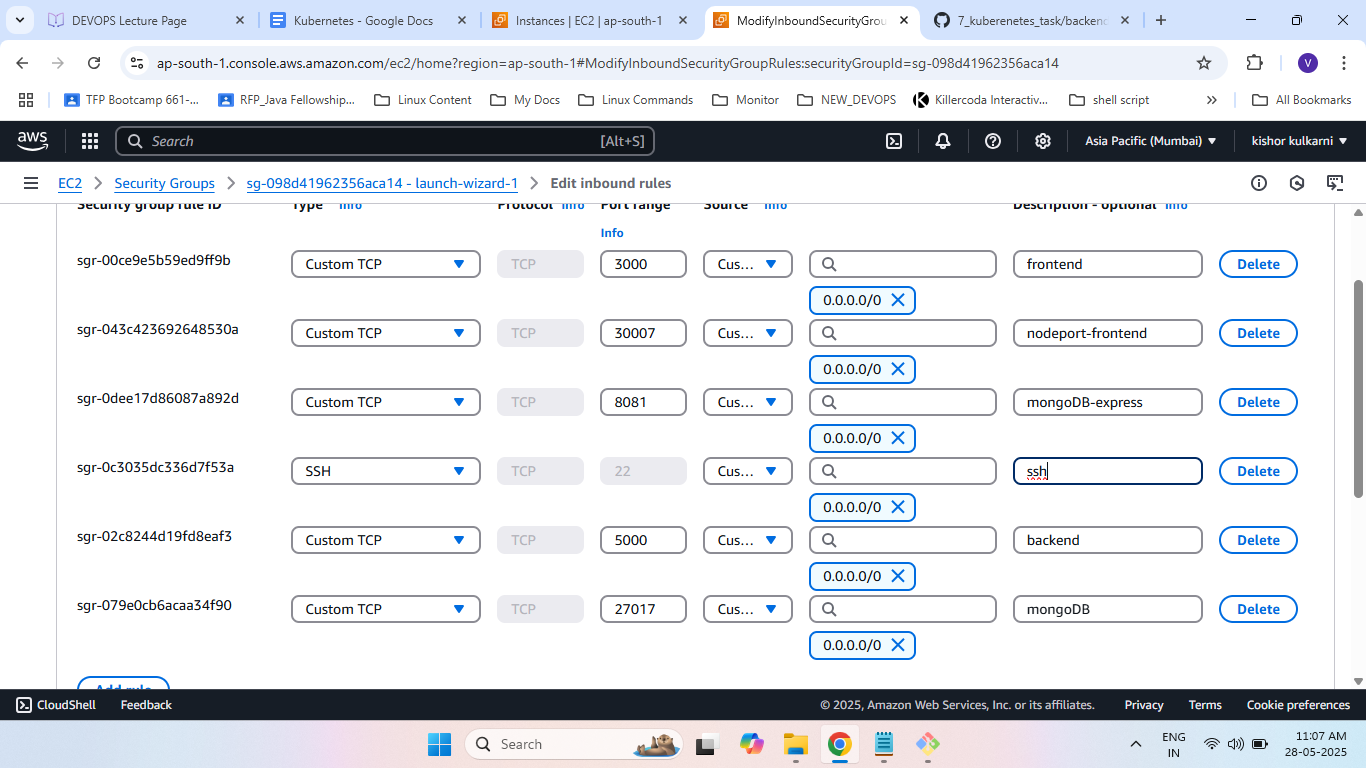 DEVOPS Lecture Page
Kubernetes - Google Docs
Instances | EC2 | ap-south-1
ModifyInboundSecurityGrou
7_kuberenetes_task/backend
ap-south-1.console.aws.amazon.com/ec2/home?region=ap-south-1#ModifyInboundSecurityGroupRules:securityGroupId=sg-098d41962356aca14
V
TFP Bootcamp 661-...
RFP_Java Fellowship...
Linux Content
My Docs
Linux Commands
Monitor
NEW_DEVOPS
Killercoda Interactiv...
shell script
All Bookmarks
aws
Search [Alt+S]
Asia Pacific (Mumbai)
kishor kulkarni
EC2 > Security Groups > sg-098d41962356aca14 - launch-wizard-1 > Edit inbound rules
Security group rule ID Type Info Protocol Info Port range Source Info Description - optional Info
Info
sgr-00ce9e5b59ed9ff9b Custom TCP TCP 3000 Cus... frontend Delete
0.0.0.0/0
sgr-043c423692648530a Custom TCP TCP 30007 Cus... nodeport-frontend Delete
0.0.0.0/0
sgr-0dee17d86087a892d Custom TCP TCP 8081 Cus... mongoDB-express Delete
0.0.0.0/0
sgr-0c3035dc336d7f53a SSH TCP 22 Cus... ssh Delete
0.0.0.0/0
sgr-02c8244d19fd8eaf3 Custom TCP TCP 5000 Cus... backend Delete
0.0.0.0/0
sgr-079e0cb6acaa34f90 Custom TCP TCP 27017 Cus... mongoDB Delete
0.0.0.0/0
Add rule
CloudShell Feedback © 2025, Amazon Web Services, Inc. or its affiliates. Privacy Terms Cookie preferences
Search
ENG
IN
11:07 AM
28-05-2025